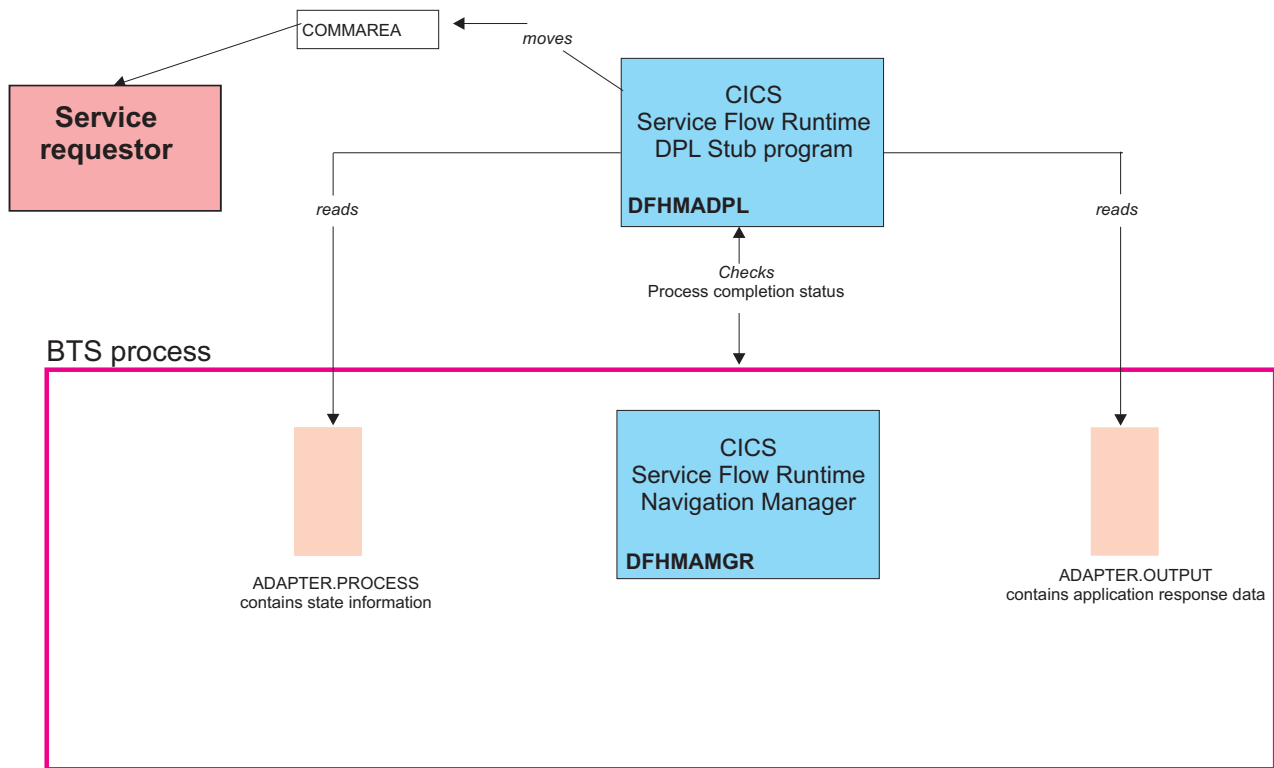 COMMAREA
moves
Service
requestor
CICS
Service Flow Runtime
DPL Stub program
DFHMADPL
reads
reads
Checks
Process completion status
BTS process
CICS
Service Flow Runtime
Navigation Manager
DFHMAMGR
ADAPTER.PROCESS
contains state information
ADAPTER.OUTPUT
contains application response data